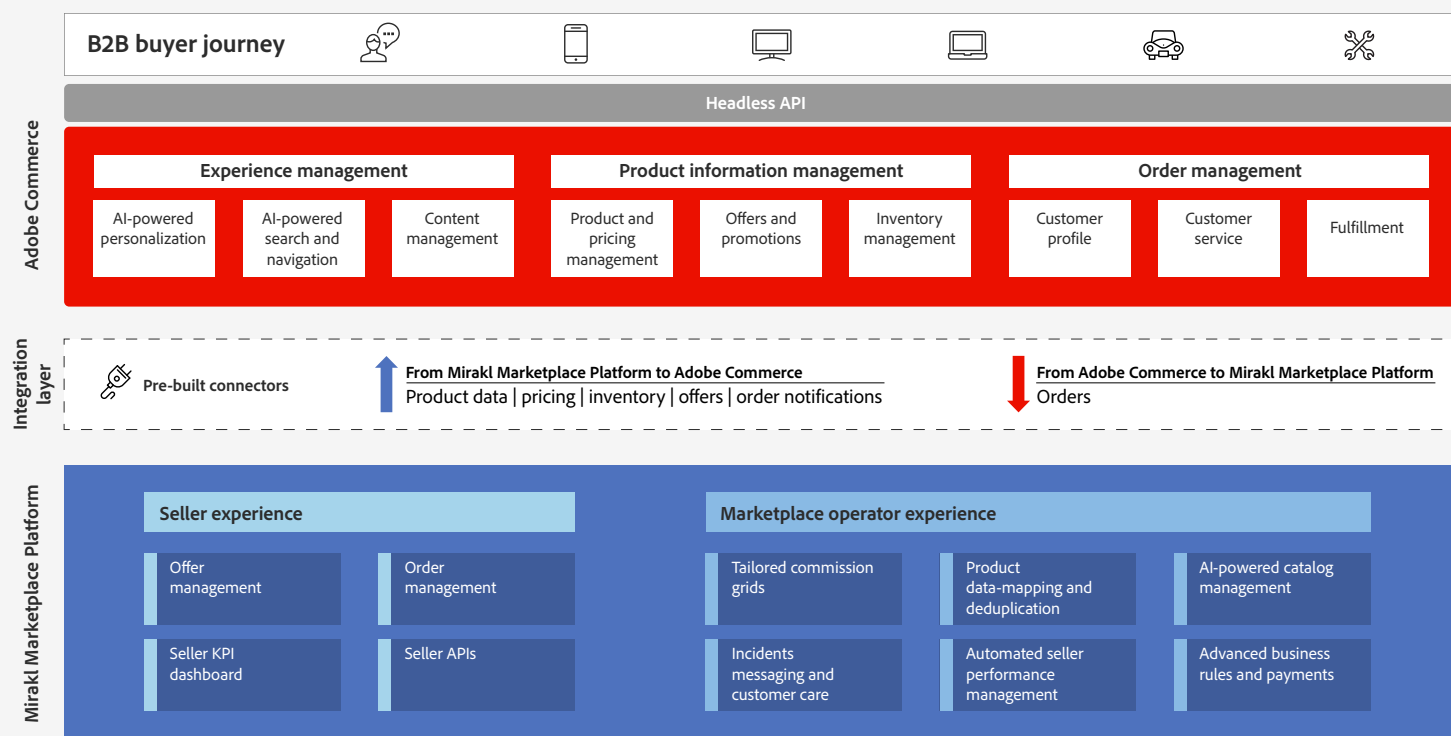 B2B buyer journey
Headless API
Adobe Commerce
Experience management
AI-powered
personalization
AI-powered
search and
navigation
Content
management
Product information management
Product and
pricing
management
Offers and
promotions
Inventory
management
Order management
Customer
profile
Customer
service
Fulfillment
Integration
layer
Pre-built connectors
From Mirakl Marketplace Platform to Adobe Commerce
Product data | pricing | inventory | offers | order notifications
From Adobe Commerce to Mirakl Marketplace Platform
Orders
Mirakl Marketplace Platform
Seller experience
Offer
management
Order
management
Seller KPI
dashboard
Seller APIs
Marketplace operator experience
Tailored commission
grids
Product
data-mapping and
deduplication
AI-powered catalog
management
Incidents
messaging and
customer care
Automated seller
performance
management
Advanced business
rules and payments